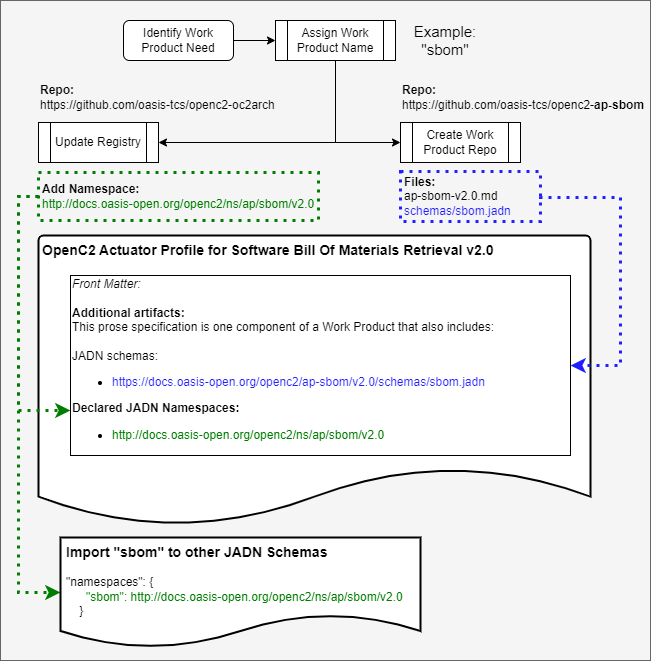 Identify Work
Product Need
Assign Work
Product Name
Example:
"sbom"
Repo:
https://github.com/oasis-tcs/openc2-oc2arch
Repo:
https://github.com/oasis-tcs/openc2-ap-sbom
Update Registry
Create Work
Product Repo
Add Namespace:
http://docs.oasis-open.org/openc2/ns/ap/sbom/v2.0
Files:
ap-sbom-v2.0.md
schemas/sbom.jadn
OpenC2 Actuator Profile for Software Bill Of Materials Retrieval v2.0
Front Matter:
Additional artifacts:
This prose specification is one component of a Work Product that also includes:
JADN schemas:
• https://docs.oasis-open.org/openc2/ap-sbom/v2.0/schemas/sbom.jadn
Declared JADN Namespaces:
• http://docs.oasis-open.org/openc2/ns/ap/sbom/v2.0
Import "sbom" to other JADN Schemas
"namespaces": {
"sbom": http://docs.oasis-open.org/openc2/ns/ap/sbom/v2.0
}